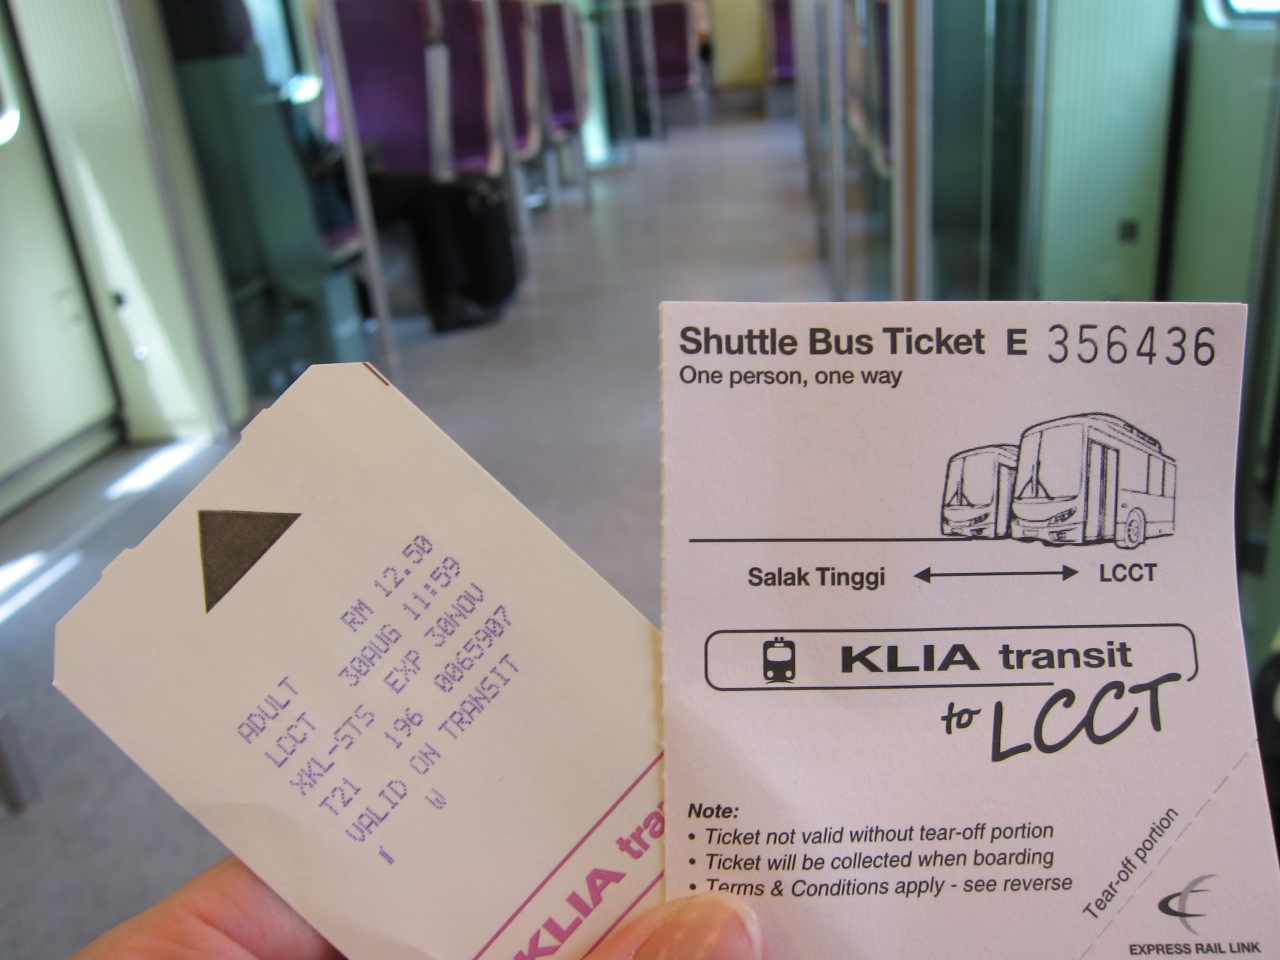 ADULT RM 12.50
LCCT 30AUG 11:59
XKL-STS EXP 30NOV
T21 196 0065907
VALID ON TRANSIT
W
KLIA tra
Shuttle Bus Ticket E 356436
One person, one way
Salak Tinggi LCCT
KLIA transit
to LCCT
Note:
• Ticket not valid without tear-off portion
• Ticket will be collected when boarding
• Terms & Conditions apply - see reverse
Tear-off portion
EXPRESS RAIL LINK